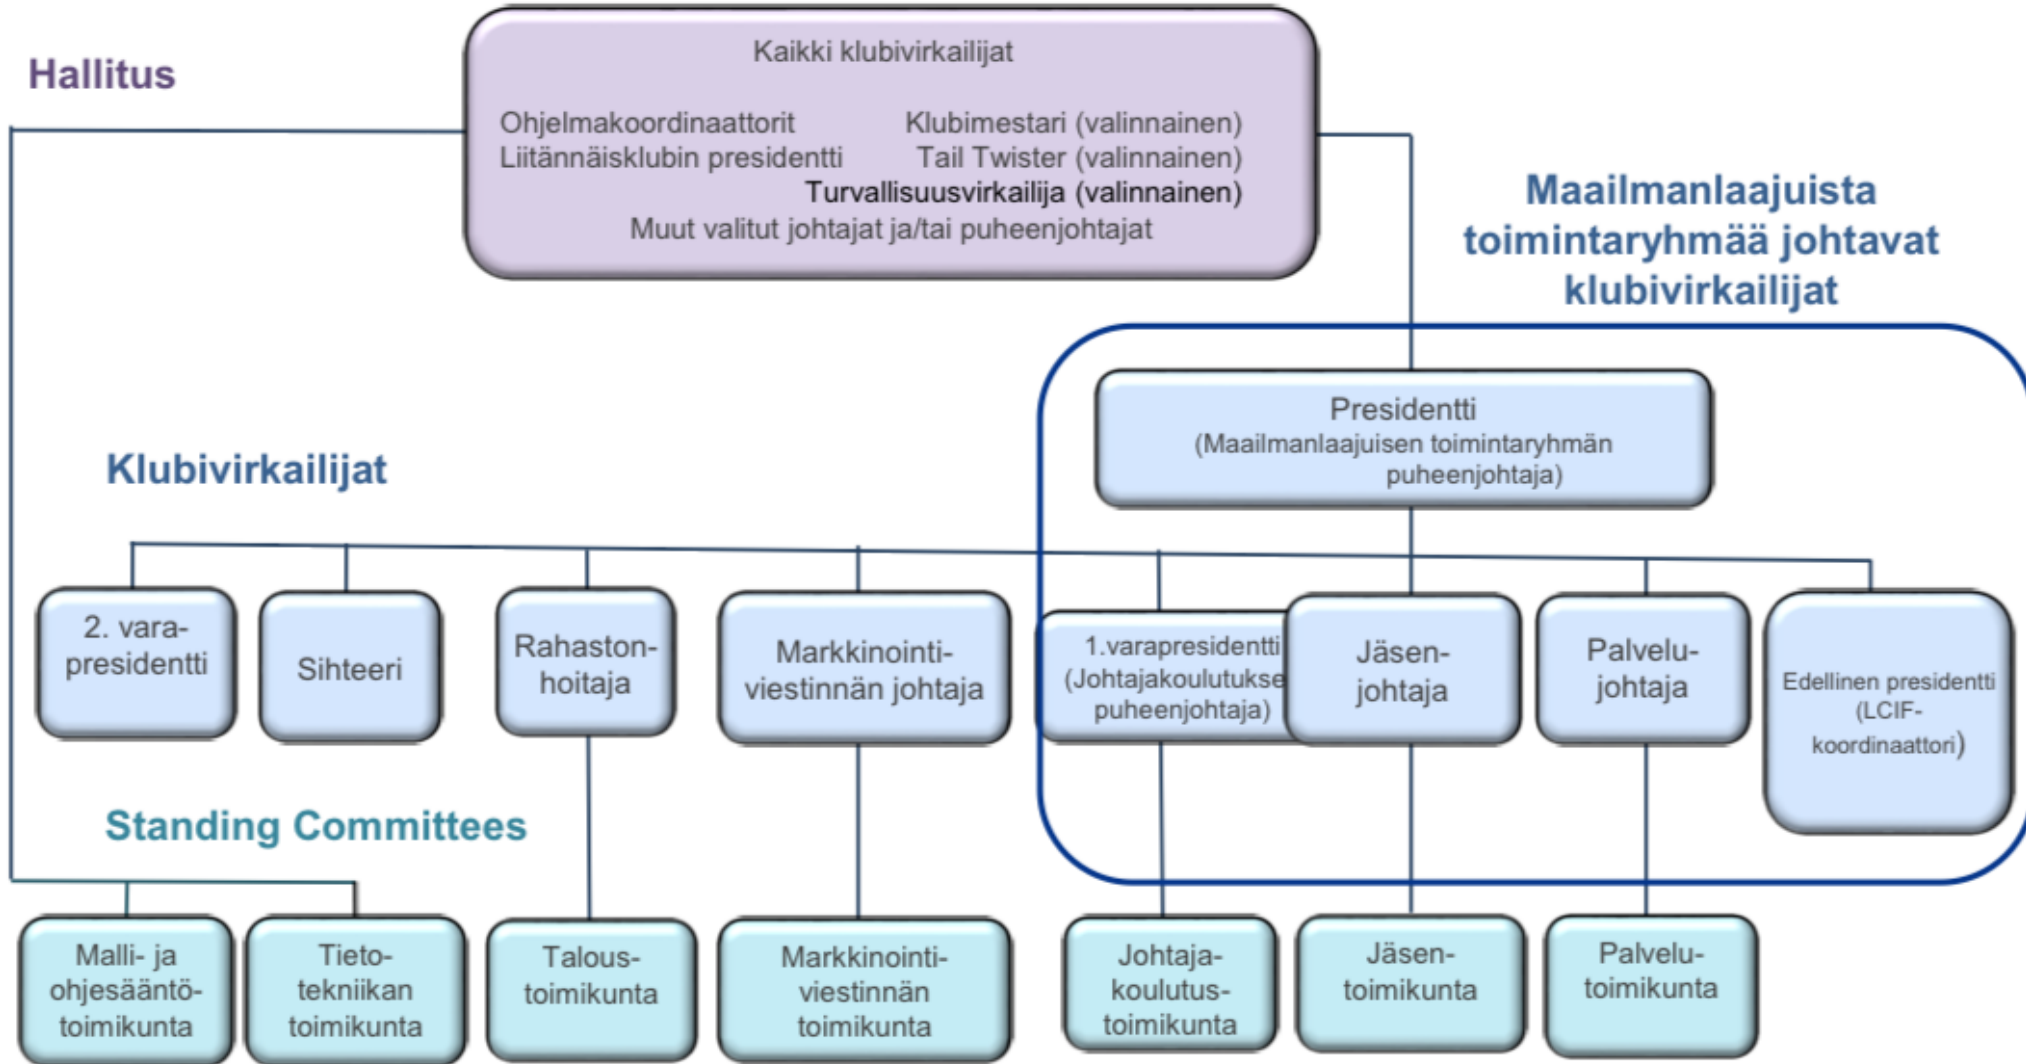 Hallitus
Kaikki klubivirkailijat
Ohjelmakoordinaattorit
Klubimestari (valinnainen)
Liitännäisklubin presidentti
Tail Twister (valinnainen)
Turvallisuusvirkailija (valinnainen)
Muut valitut johtajat ja/tai puheenjohtajat
Maailmanlaajuista
toimintaryhmää johtavat
klubivirkailijat
Presidentti
(Maailmanlaajuisen toimintaryhmän
puheenjohtaja)
Klubivirkailijat
2. vara-
presidentti
Sihteeri
Rahaston-
hoitaja
Markkinointi-
viestinnän johtaja
1.varapresidentti
(Johtajakoulutukse
puheenjohtaja)
Jäsen-
johtaja
Palvelu-
johtaja
Edellinen presidentti
(LCIF-
koordinaattori)
Standing Committees
Malli- ja
ohjesääntö-
toimikunta
Tieto-
tekniikan
toimikunta
Talous-
toimikunta
Markkinointi-
viestinnän
toimikunta
Johtaja-
koulutus-
toimikunta
Jäsen-
toimikunta
Palvelu-
toimikunta